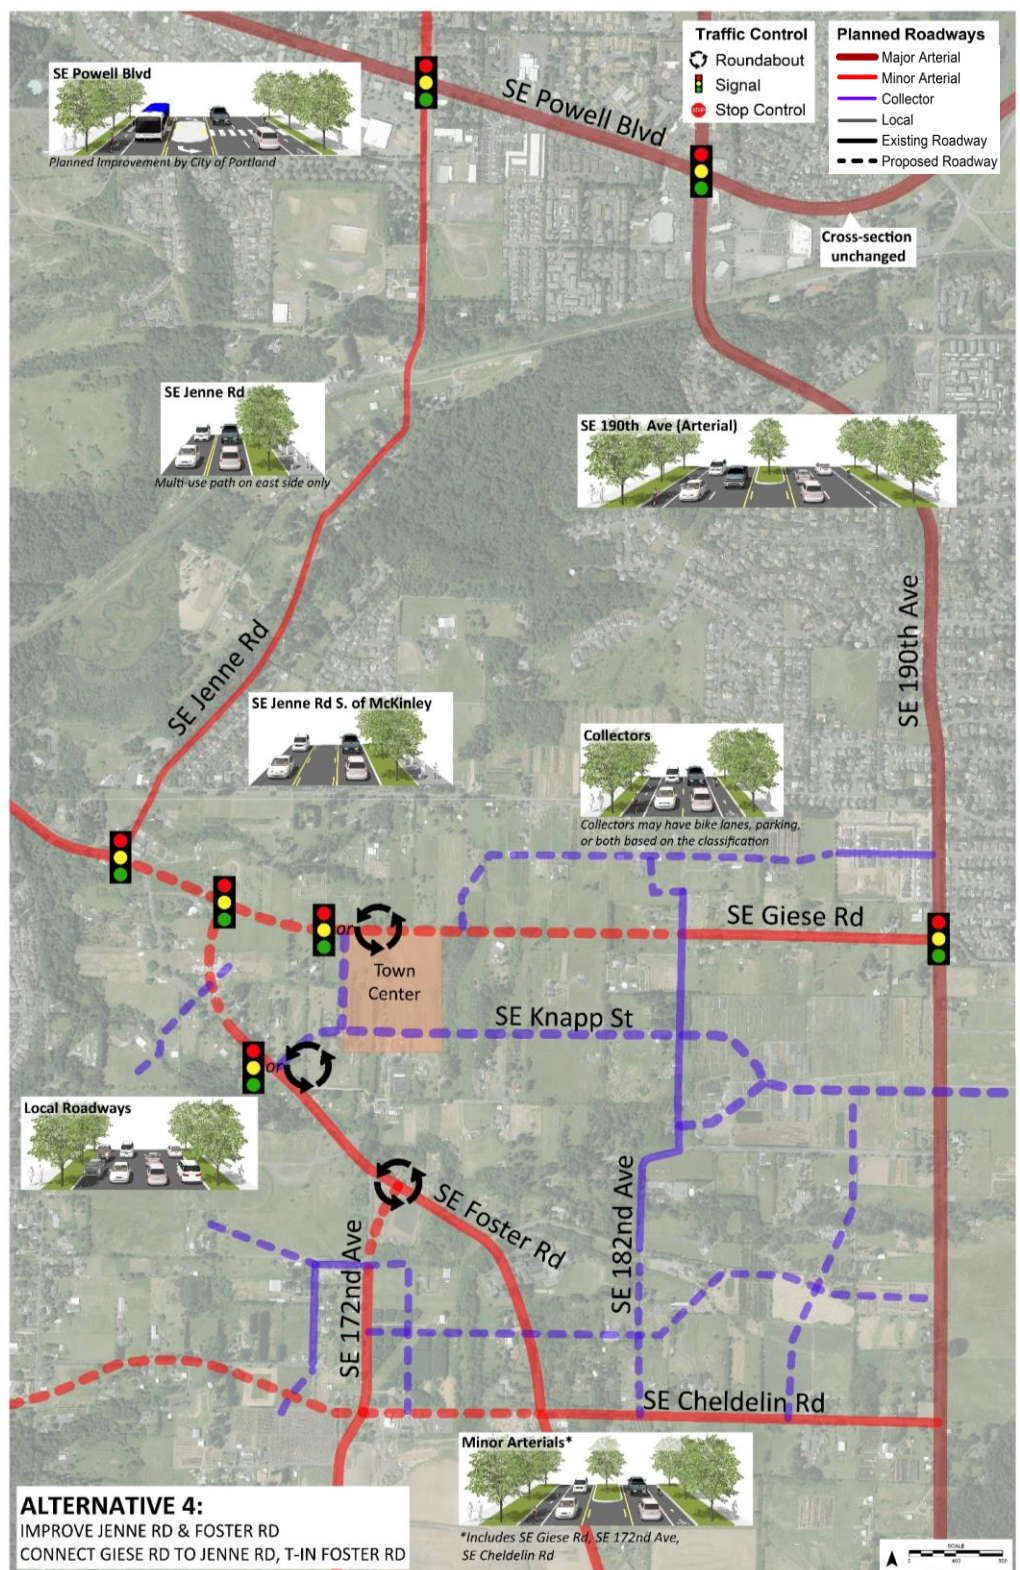 SE Powell Blvd
Planned Improvement by City of Portland
Traffic Control
Roundabout
Signal
STOP Stop Control
Planned Roadways
Major Arterial
Minor Arterial
Collector
Local
Existing Roadway
Proposed Roadway
SE Powell Blvd
Cross-section
unchanged
SE Jenne Rd
Multi-use path on east side only
SE 190th Ave (Arterial)
SE 190th Ave
SE Jenne Rd
SE Jenne Rd S. of McKinley
Collectors
Collectors may have bike lanes, parking,
or both based on the classification
SE Giese Rd
or
Town
Center
SE Knapp St
or
Local Roadways
SE Foster Rd
SE 182nd Ave
SE 172nd Ave
SE Cheldelin Rd
Minor Arterials*
*Includes SE Giese Rd, SE 172nd Ave,
SE Cheldelin Rd
ALTERNATIVE 4:
IMPROVE JENNE RD & FOSTER RD
CONNECT GIESE RD TO JENNE RD, T-IN FOSTER RD
SCALE
0 400 800